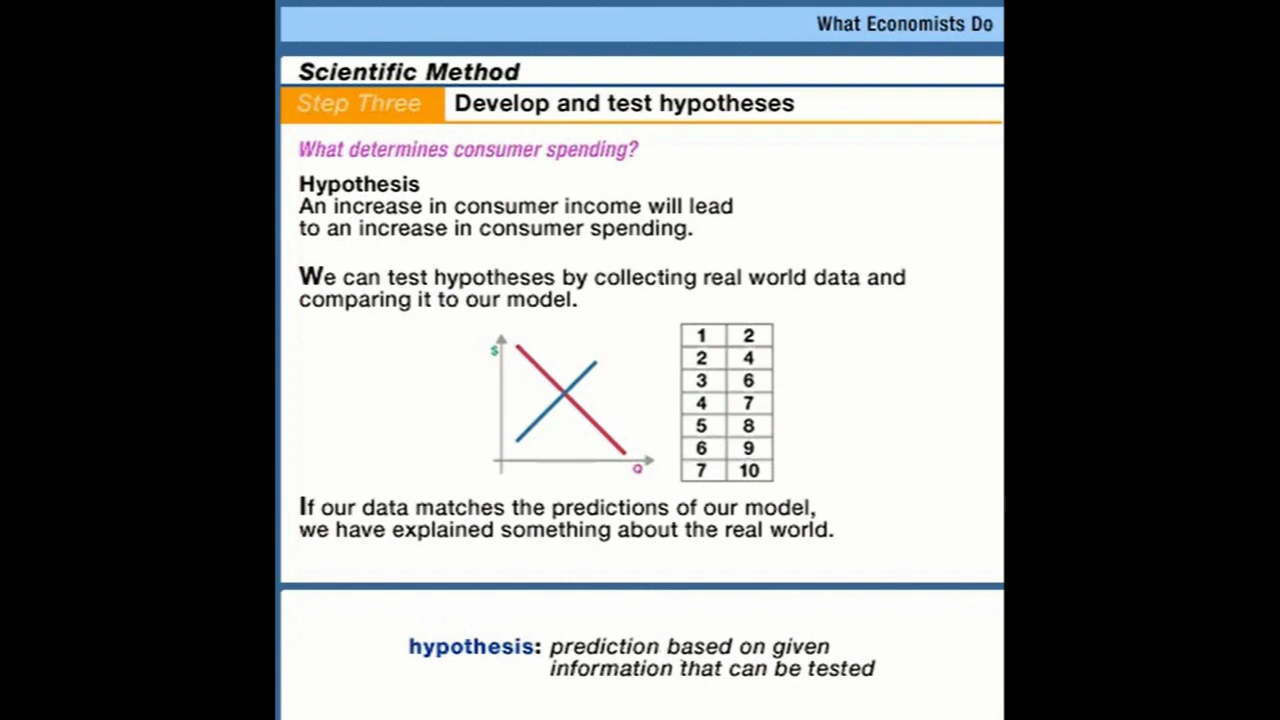 What Economists Do
Scientific Method
Step Three
Develop and test hypotheses
What determines consumer spending?
Hypothesis
An increase in consumer income will lead
to an increase in consumer spending.
We can test hypotheses by collecting real world data and
comparing it to our model.
$
Q
1 2
2 4
3 6
4 7
5 8
6 9
7 10
If our data matches the predictions of our model,
we have explained something about the real world.
hypothesis: prediction based on given
information that can be tested